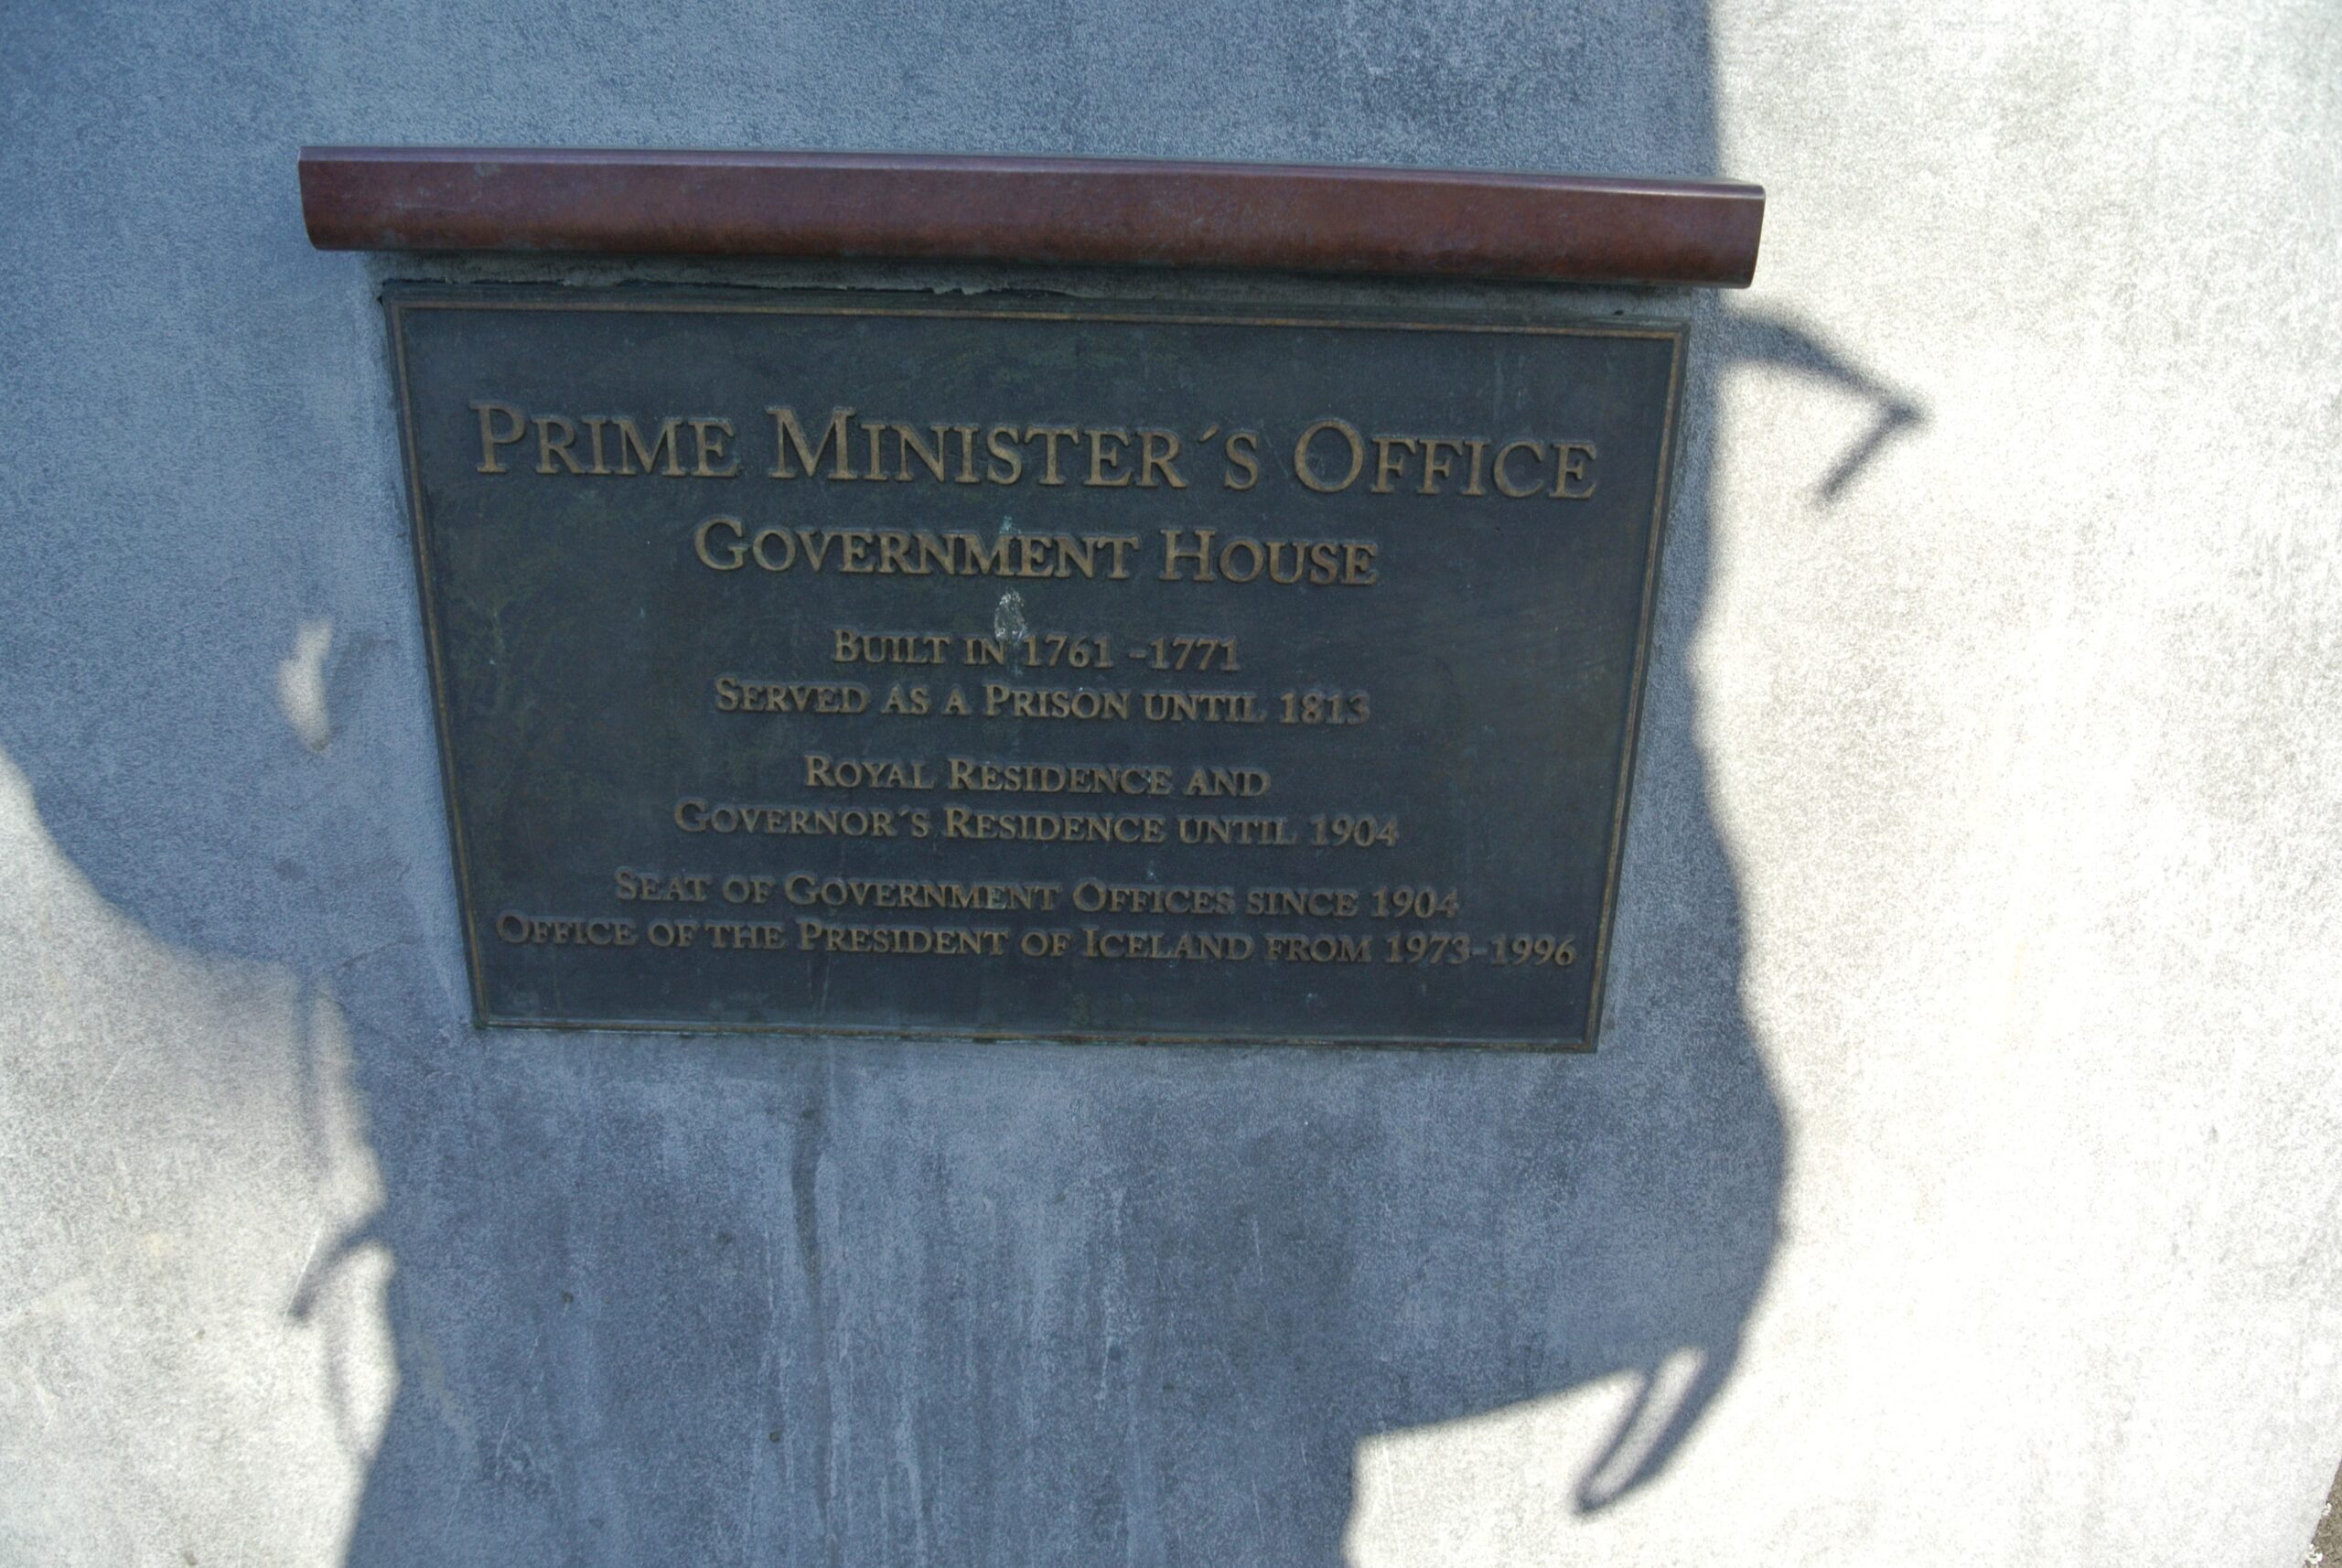 PRIME MINISTER´S OFFICE
GOVERNMENT HOUSE
BUILT IN 1761 -1771
SERVED AS A PRISON UNTIL 1813
ROYAL RESIDENCE AND
GOVERNOR´S RESIDENCE UNTIL 1904
SEAT OF GOVERNMENT OFFICES SINCE 1904
OFFICE OF THE PRESIDENT OF ICELAND FROM 1973-1996